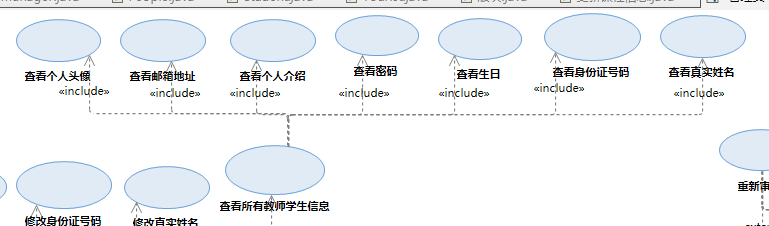 查看个人头像 查看邮箱地址 查看个人介绍 查看密码 查看生日 查看身份证号码 查看真实姓名
«include» «include» «include» «include» «include» «include» «include»
查看所有教师学生信息
修改身份证号码 修改真实姓名